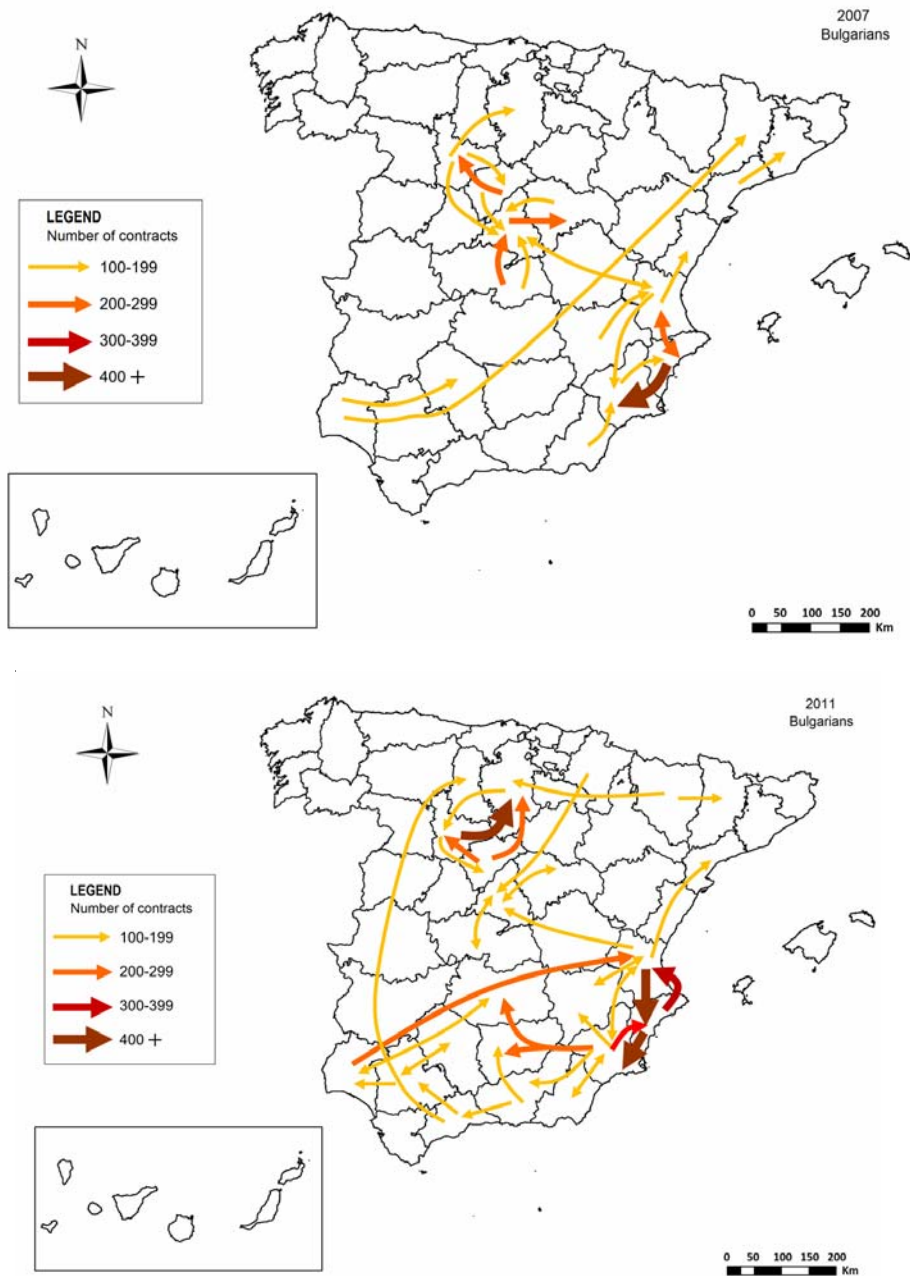 2007
Bulgarians
N
LEGEND
Number of contracts
100-199
200-299
300-399
400 +
0 50 100 150 200
Km
2011
Bulgarians
N
LEGEND
Number of contracts
100-199
200-299
300-399
400 +
0 50 100 150 200
Km